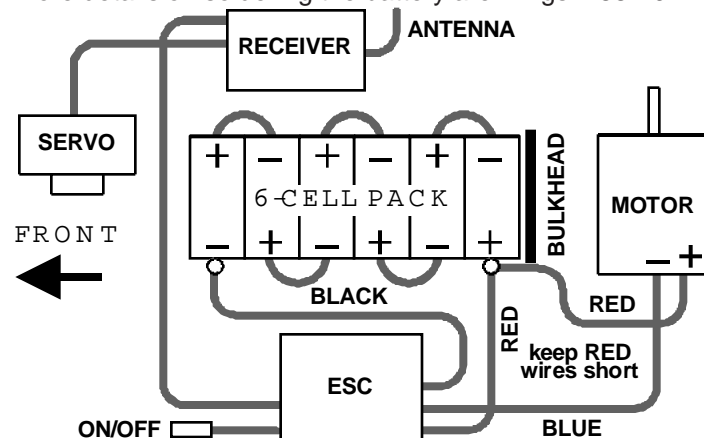 ANTENNA
RECEIVER
SERVO
+ − + − + −
6-CELL PACK
− + − + − +
BULKHEAD
MOTOR
− +
FRONT
BLACK
RED
RED
keep RED
wires short
ESC
ON/OFF
BLUE